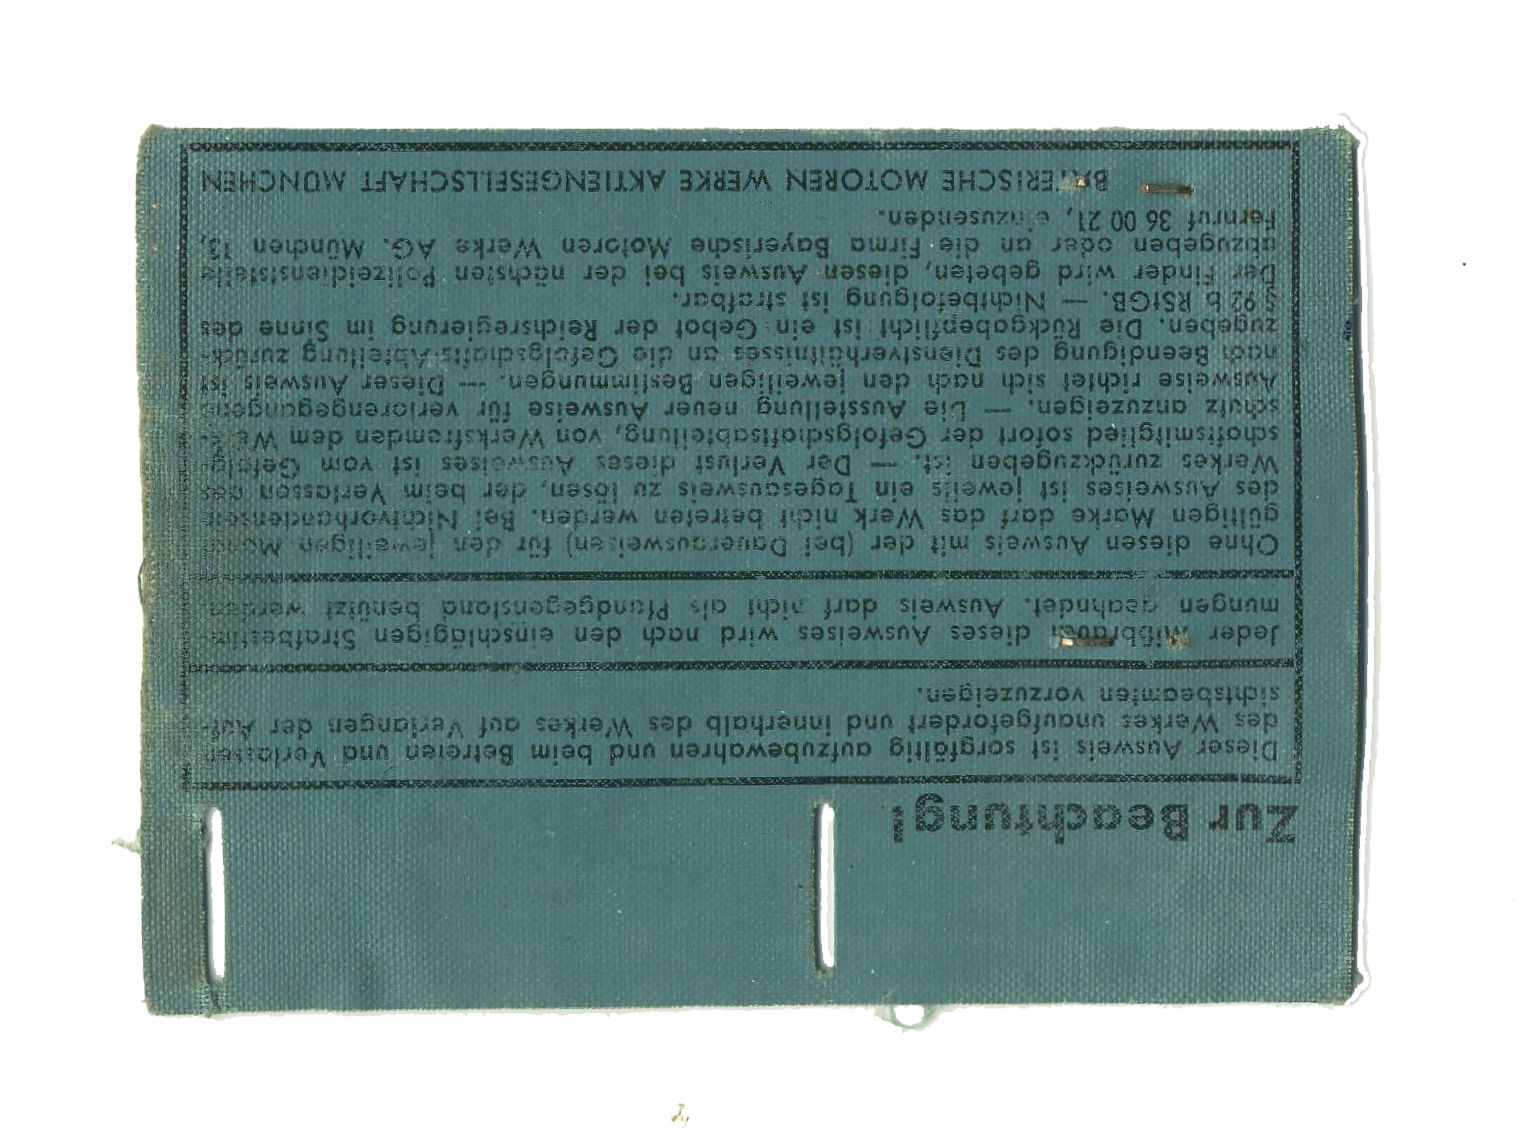 Zur Beachtung!
Dieser Ausweis ist sorgfältig aufzubewahren und beim Betreten und Verlassen
des Werkes unaufgefordert und innerhalb des Werkes auf Verlangen der Auf-
sichtsbeamten vorzuzeigen.
Jeder Mißbrauch dieses Ausweises wird nach den einschlägigen Strafbestim-
mungen geahndet. Ausweis darf nicht als Pfandgegenstand benützt werden.
Ohne diesen Ausweis mit der (bei Dauerausweisen) für den jeweiligen Monat
gültigen Marke darf das Werk nicht betreten werden. Bei Nichtvorhandensein
des Ausweises ist jeweils ein Tagesausweis zu lösen, der beim Verlassen des
Werkes zurückzugeben ist. — Der Verlust dieses Ausweises ist vom Gefolg-
schaftsmitglied sofort der Gefolgschaftsabteilung, von Werksfremden dem Werk-
schutz anzuzeigen. — Die Ausstellung neuer Ausweise für verlorengegangene
Ausweise richtet sich nach den jeweiligen Bestimmungen. — Dieser Ausweis ist
nach Beendigung des Dienstverhältnisses an die Gefolgschafts-Abteilung zurück-
zugeben. Die Rückgabepflicht ist ein Gebot der Reichsregierung im Sinne des
§ 92 b RStGB. — Nichtbefolgung ist strafbar.
Der Finder wird gebeten, diesen Ausweis bei der nächsten Polizeidienststelle
abzugeben oder an die Firma Bayerische Motoren Werke AG. München 13,
Fernruf 36 00 21, einzusenden.
BAYERISCHE MOTOREN WERKE AKTIENGESELLSCHAFT MÜNCHEN